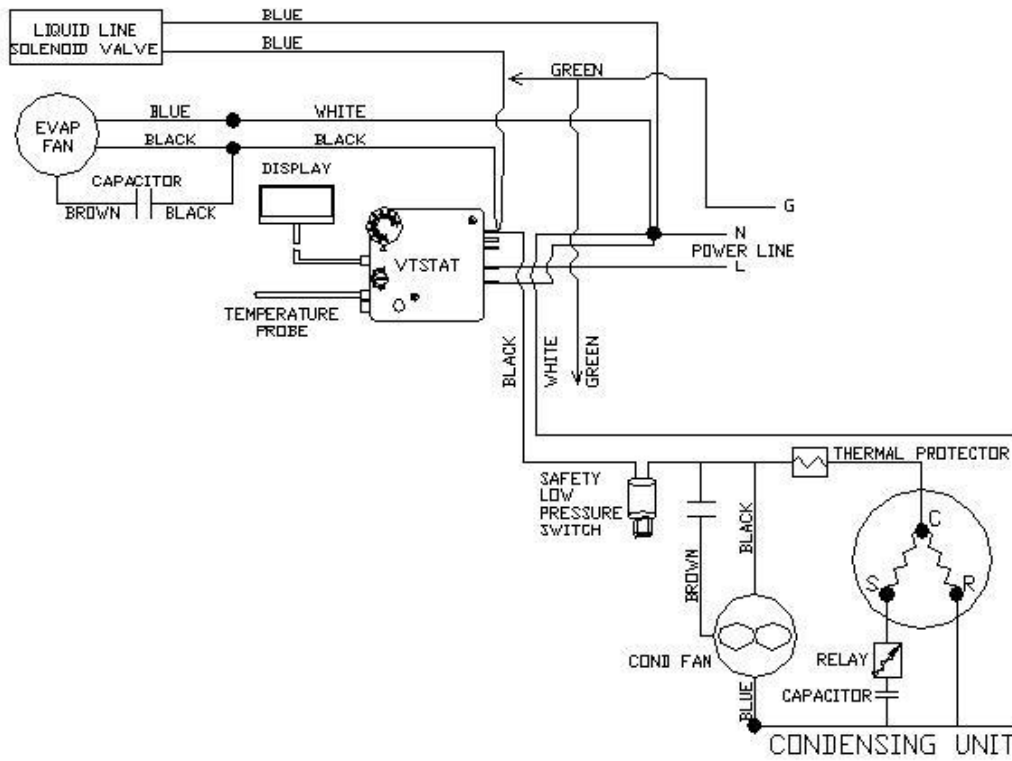 LIQUID LINE
SOLENOID VALVE
BLUE
BLUE
GREEN
EVAP
FAN
BLUE
WHITE
BLACK
BLACK
CAPACITOR
BROWN
BLACK
DISPLAY
G
N
POWER LINE
L
VTSTAT
TEMPERATURE
PROBE
BLACK
WHITE
GREEN
THERMAL PROTECTOR
SAFETY
LOW
PRESSURE
SWITCH
BROWN
BLACK
C
S
R
COND FAN
BLUE
RELAY
CAPACITOR
CONDENSING UNIT